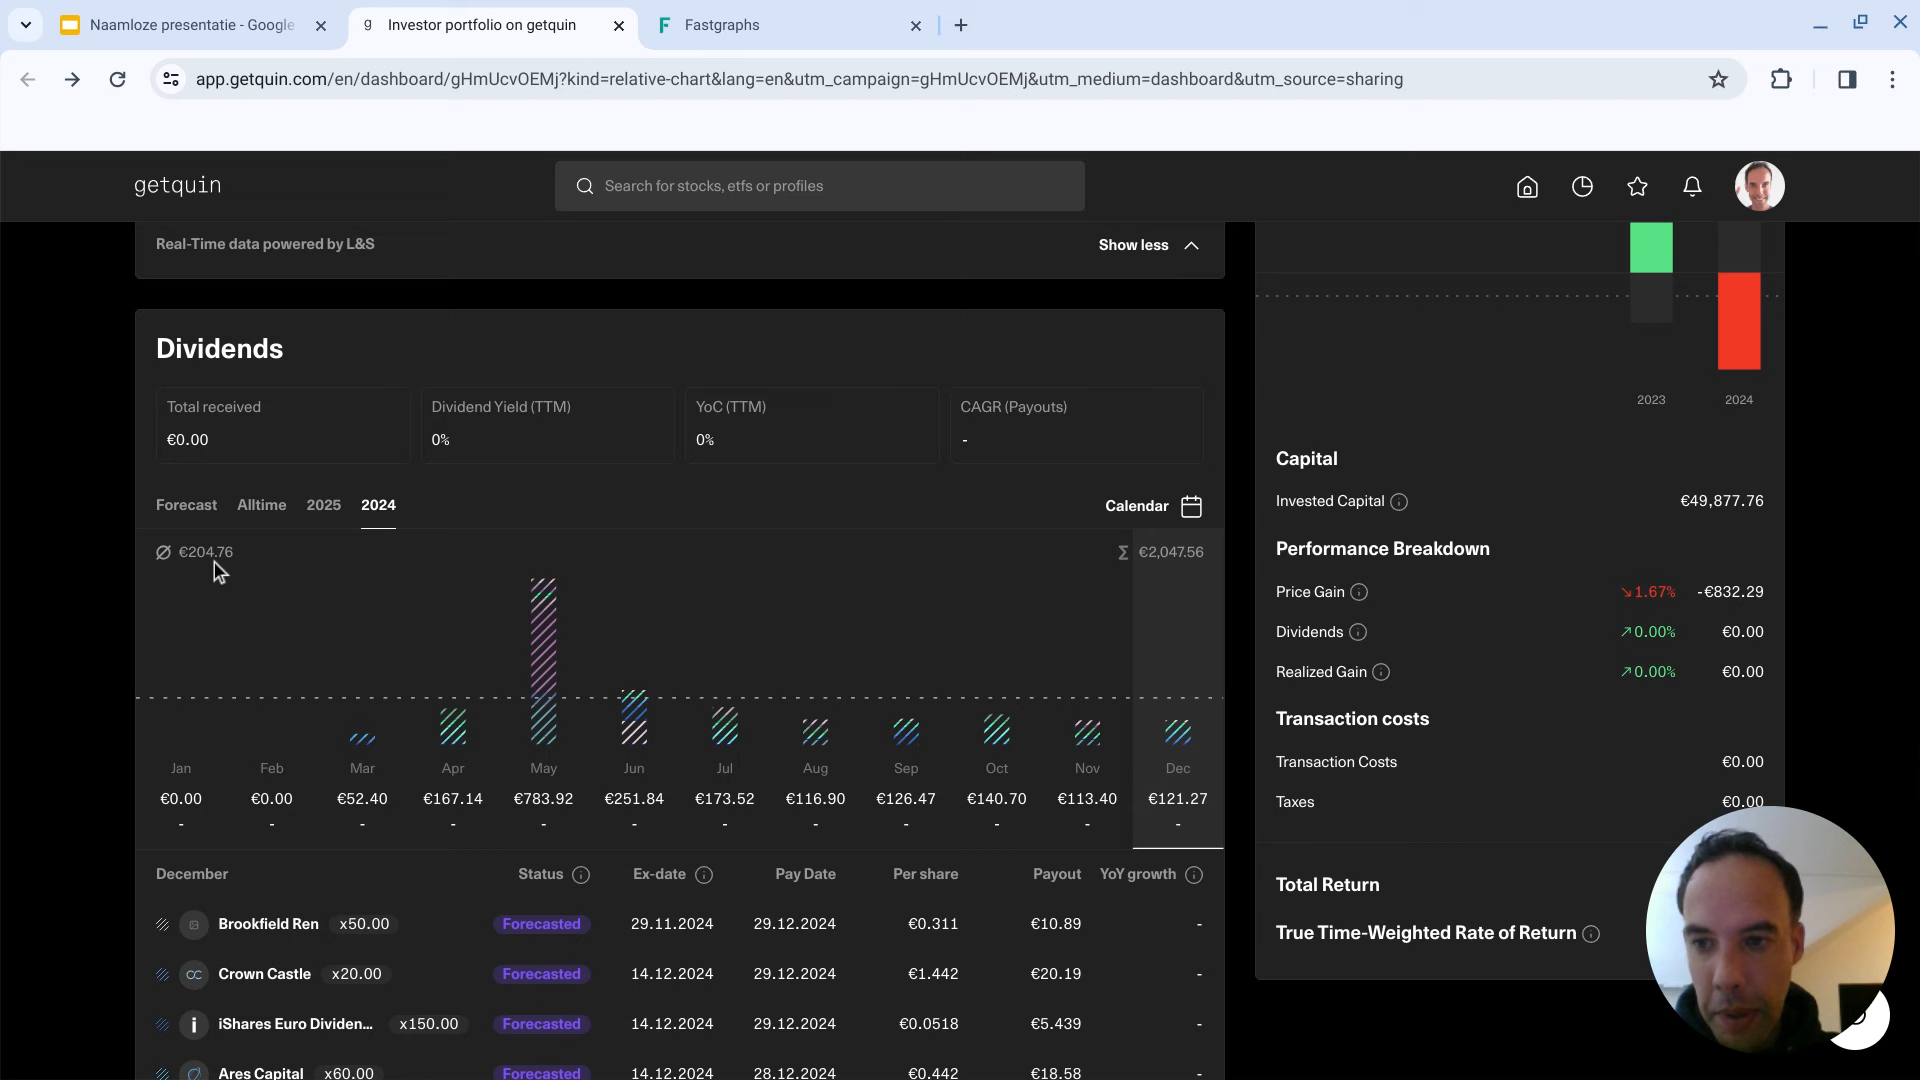 Naamloze presentatie - Google
g Investor portfolio on getquin
Fastgraphs
app.getquin.com/en/dashboard/gHmUcvOEMj?kind=relative-chart&lang=en&utm_campaign=gHmUcvOEMj&utm_medium=dashboard&utm_source=sharing
getquin
Search for stocks, etfs or profiles
Real-Time data powered by L&S
Show less
Dividends
Total received
€0.00
Dividend Yield (TTM)
0%
YoC (TTM)
0%
CAGR (Payouts)
-
Forecast Alltime 2025 2024
Calendar
Ø €204.76
Σ €2,047.56
Jan Feb Mar Apr May Jun Jul Aug Sep Oct Nov Dec
€0.00 €0.00 €52.40 €167.14 €783.92 €251.84 €173.52 €116.90 €126.47 €140.70 €113.40 €121.27
- - - - - - - - - - - -
December Status Ex-date Pay Date Per share Payout YoY growth
Brookfield Ren x50.00 Forecasted 29.11.2024 29.12.2024 €0.311 €10.89 -
Crown Castle x20.00 Forecasted 14.12.2024 29.12.2024 €1.442 €20.19 -
iShares Euro Dividen... x150.00 Forecasted 14.12.2024 29.12.2024 €0.0518 €5.439 -
Ares Capital x60.00 Forecasted 14.12.2024 28.12.2024 €0.442 €18.58 -
2023 2024
Capital
Invested Capital €49,877.76
Performance Breakdown
Price Gain ↘1.67% -€832.29
Dividends ↗0.00% €0.00
Realized Gain ↗0.00% €0.00
Transaction costs
Transaction Costs €0.00
Taxes €0.00
Total Return
True Time-Weighted Rate of Return